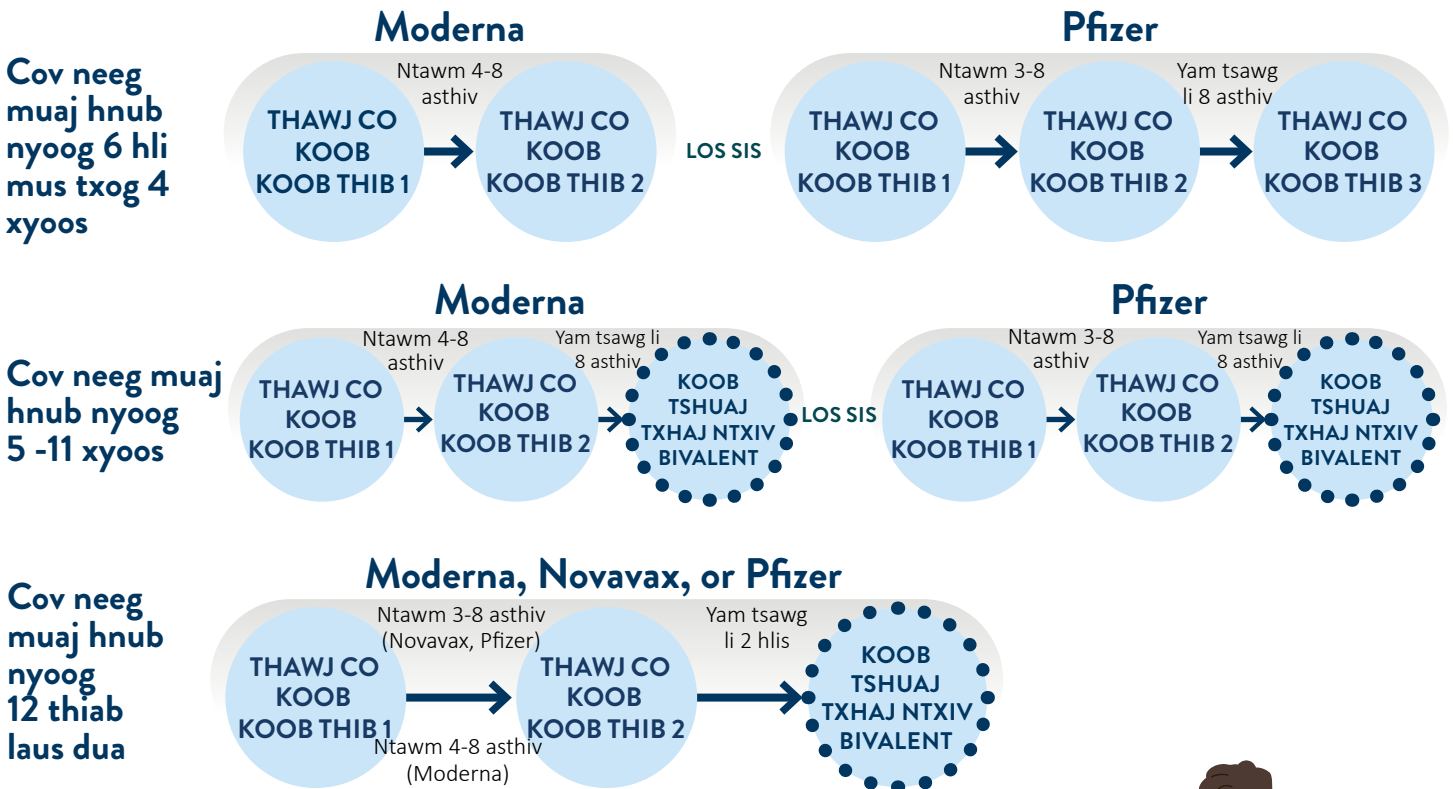 Moderna
Pfizer
Cov neeg
muaj hnub
nyoog 6 hli
mus txog 4
xyoos
THAWJ CO
KOOB
KOOB THIB 1
Ntawm 4-8
asthiv
THAWJ CO
KOOB
KOOB THIB 2
LOS SIS
THAWJ CO
KOOB
KOOB THIB 1
Ntawm 3-8
asthiv
THAWJ CO
KOOB
KOOB THIB 2
Yam tsawg
li 8 asthiv
THAWJ CO
KOOB
KOOB THIB 3
Moderna
Pfizer
Cov neeg muaj
hnub nyoog
5 -11 xyoos
THAWJ CO
KOOB
KOOB THIB 1
Ntawm 4-8
asthiv
THAWJ CO
KOOB
KOOB THIB 2
Yam tsawg li
8 asthiv
KOOB
TSHUAJ
TXHAJ NTXIV
BIVALENT
LOS SIS
THAWJ CO
KOOB
KOOB THIB 1
Ntawm 3-8
asthiv
THAWJ CO
KOOB
KOOB THIB 2
Yam tsawg li
8 asthiv
KOOB
TSHUAJ
TXHAJ NTXIV
BIVALENT
Moderna, Novavax, or Pfizer
Cov neeg
muaj hnub
nyoog
12 thiab
laus dua
THAWJ CO
KOOB
KOOB THIB 1
Ntawm 3-8 asthiv
(Novavax, Pfizer)
Ntawm 4-8 asthiv
(Moderna)
THAWJ CO
KOOB
KOOB THIB 2
Yam tsawg
li 2 hlis
KOOB
TSHUAJ
TXHAJ NTXIV
BIVALENT